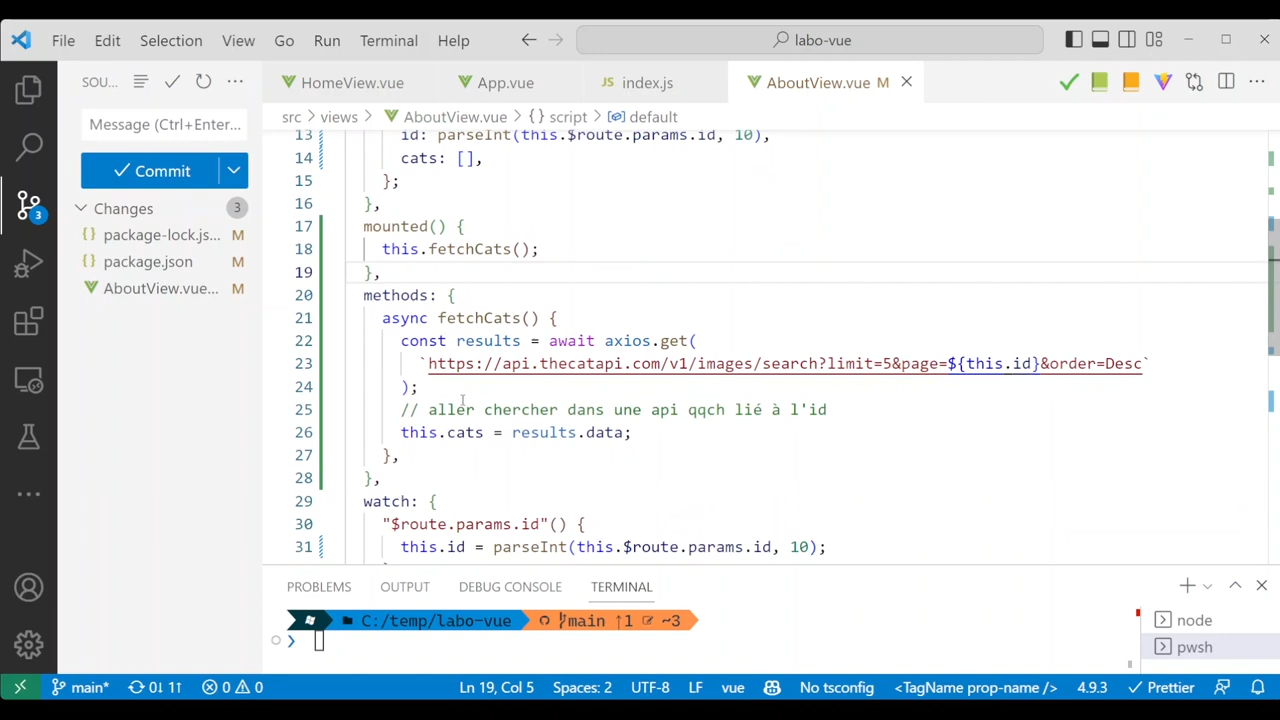 File Edit Selection View Go Run Terminal Help labo-vue
SOU...
HomeView.vue App.vue JS index.js AboutView.vue M
Message (Ctrl+Enter...
src > views > AboutView.vue > {} script > default
Commit
Changes 3
{} package-lock.js... M
{} package.json M
AboutView.vue... M
3
13 id: parseInt(this.$route.params.id, 10),
14 cats: [],
15 };
16 },
17 mounted() {
18 this.fetchCats();
19 },
20 methods: {
21 async fetchCats() {
22 const results = await axios.get(
23 `https://api.thecatapi.com/v1/images/search?limit=5&page=${this.id}&order=Desc`
24 );
25 // aller chercher dans une api qqch lié à l'id
26 this.cats = results.data;
27 },
28 },
29 watch: {
30 "$route.params.id"() {
31 this.id = parseInt(this.$route.params.id, 10);
PROBLEMS OUTPUT DEBUG CONSOLE TERMINAL
C:/temp/labo-vue main ↑1 ~3
❯
node
pwsh
main* 0↓ 1↑ 0 0 Ln 19, Col 5 Spaces: 2 UTF-8 LF vue No tsconfig <TagName prop-name /> 4.9.3 Prettier